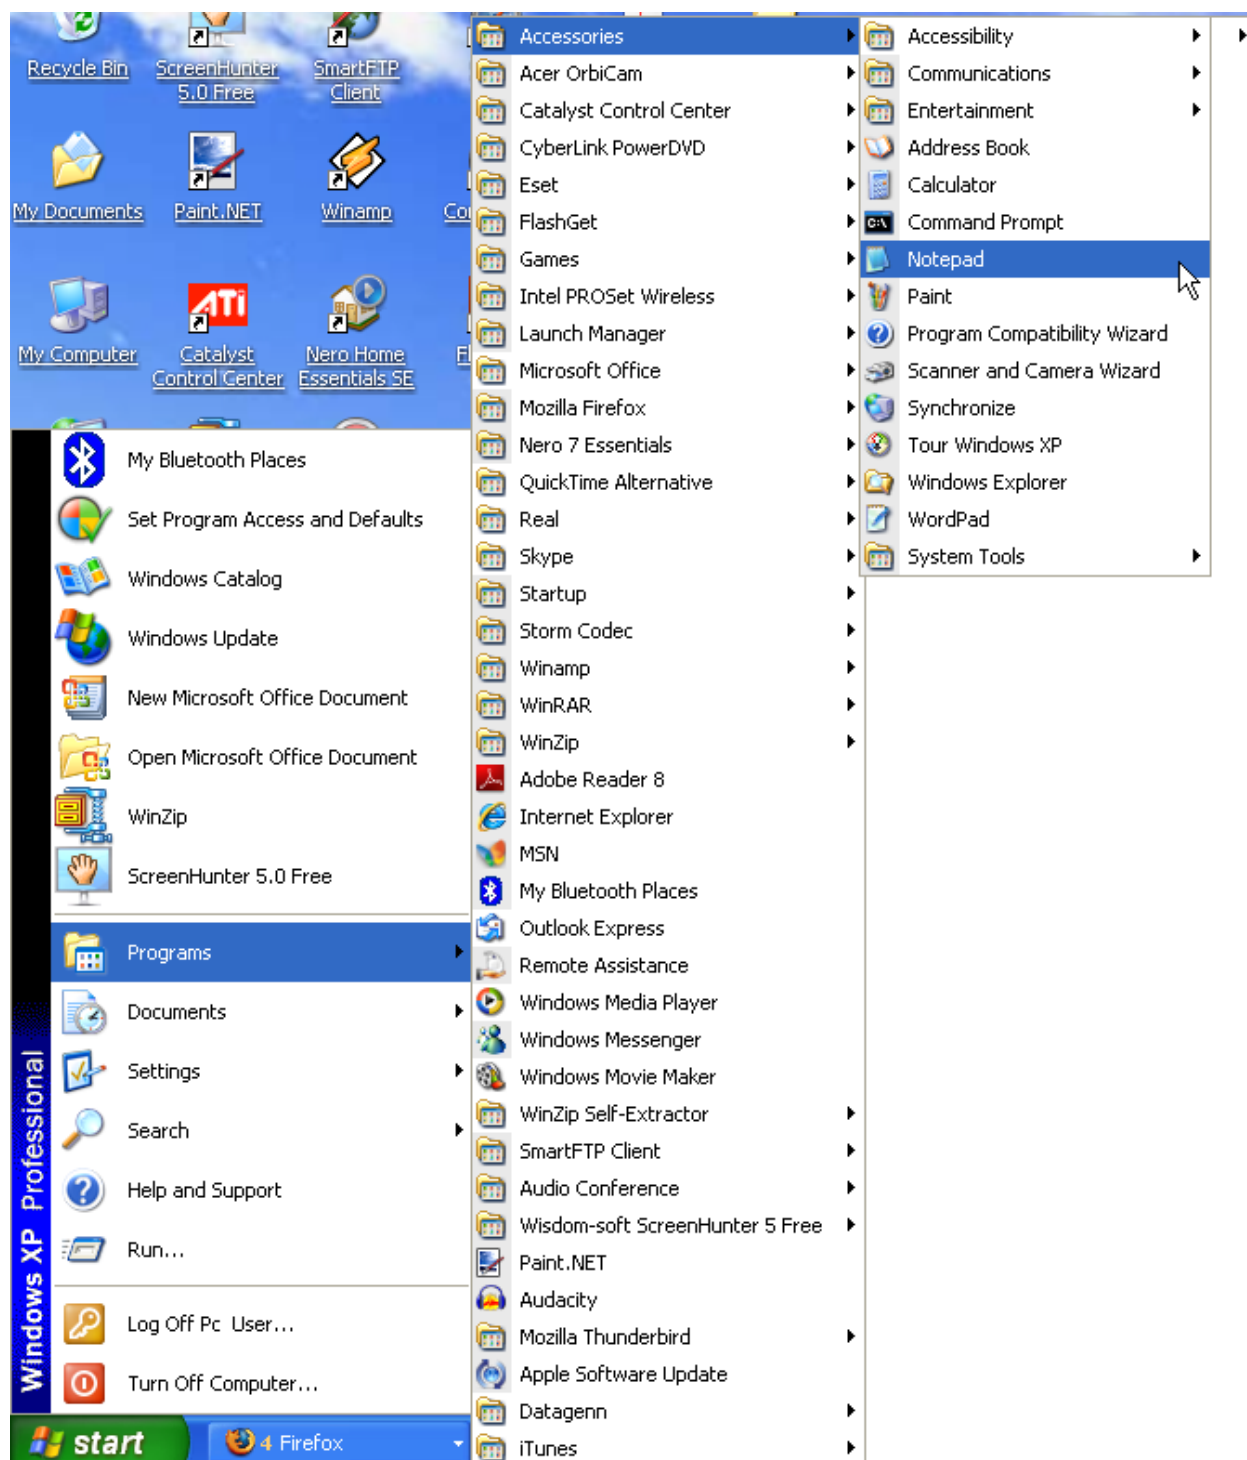 Recycle Bin
ScreenHunter
5.0 Free
SmartFTP
Client
My Documents
Paint.NET
Winamp
My Computer
ATI
Catalyst
Control Center
Nero Home
Essentials SE
My Bluetooth Places
Set Program Access and Defaults
Windows Catalog
Windows Update
New Microsoft Office Document
Open Microsoft Office Document
WinZip
ScreenHunter 5.0 Free
Programs
Documents
Settings
Search
Help and Support
Run...
Log Off Pc User...
Turn Off Computer...
Windows XP Professional
start
4 Firefox
Accessories
Acer OrbiCam
Catalyst Control Center
CyberLink PowerDVD
Eset
FlashGet
Games
Intel PROSet Wireless
Launch Manager
Microsoft Office
Mozilla Firefox
Nero 7 Essentials
QuickTime Alternative
Real
Skype
Startup
Storm Codec
Winamp
WinRAR
WinZip
Adobe Reader 8
Internet Explorer
MSN
My Bluetooth Places
Outlook Express
Remote Assistance
Windows Media Player
Windows Messenger
Windows Movie Maker
WinZip Self-Extractor
SmartFTP Client
Audio Conference
Wisdom-soft ScreenHunter 5 Free
Paint.NET
Audacity
Mozilla Thunderbird
Apple Software Update
Datagenn
iTunes
Accessibility
Communications
Entertainment
Address Book
Calculator
Command Prompt
Notepad
Paint
Program Compatibility Wizard
Scanner and Camera Wizard
Synchronize
Tour Windows XP
Windows Explorer
WordPad
System Tools